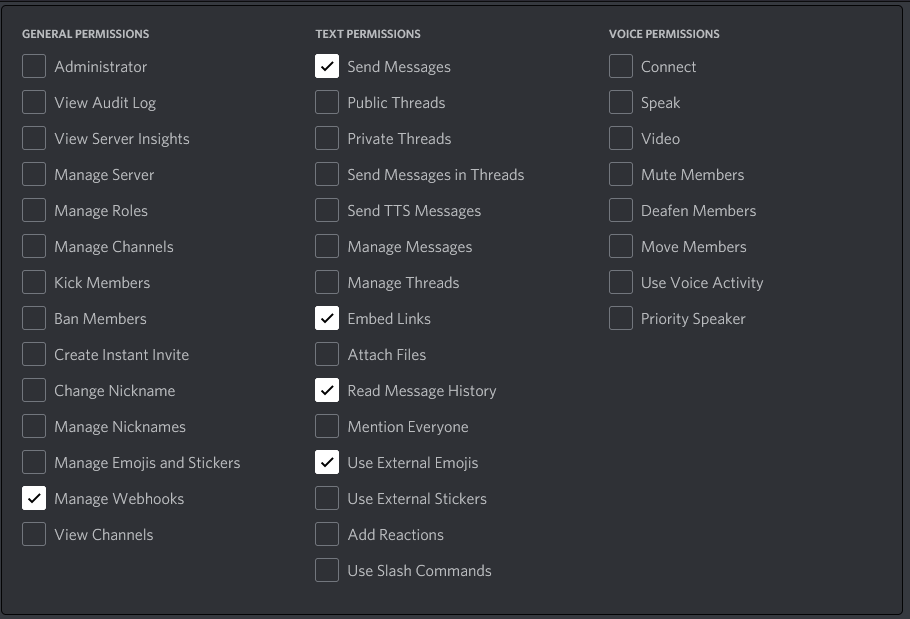 GENERAL PERMISSIONS
Administrator
View Audit Log
View Server Insights
Manage Server
Manage Roles
Manage Channels
Kick Members
Ban Members
Create Instant Invite
Change Nickname
Manage Nicknames
Manage Emojis and Stickers
Manage Webhooks
View Channels
TEXT PERMISSIONS
Send Messages
Public Threads
Private Threads
Send Messages in Threads
Send TTS Messages
Manage Messages
Manage Threads
Embed Links
Attach Files
Read Message History
Mention Everyone
Use External Emojis
Use External Stickers
Add Reactions
Use Slash Commands
VOICE PERMISSIONS
Connect
Speak
Video
Mute Members
Deafen Members
Move Members
Use Voice Activity
Priority Speaker